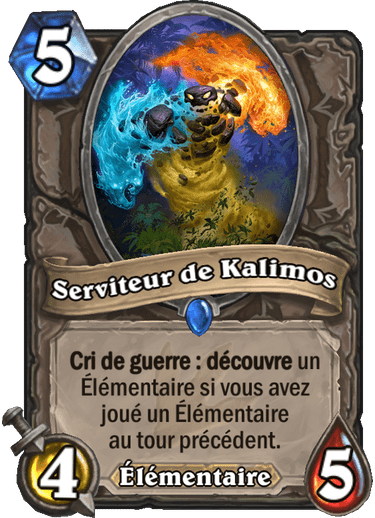 5
Serviteur de Kalimos
Cri de guerre : découvre un
Élémentaire si vous avez
joué un Élémentaire
au tour précédent.
4
Élémentaire
5